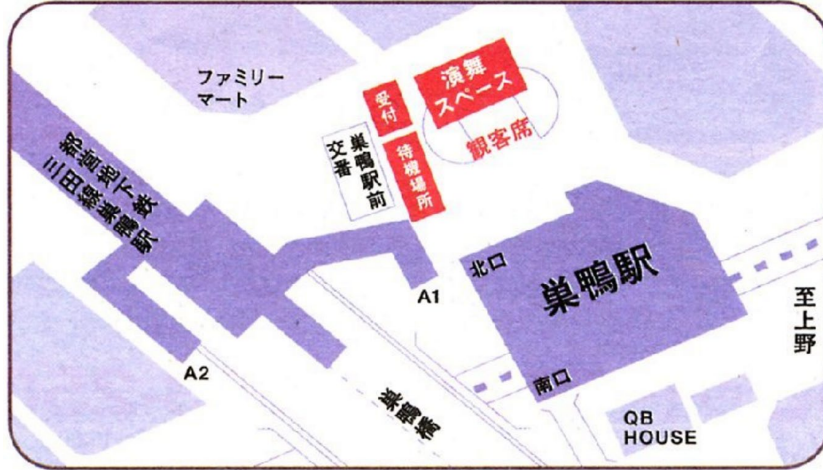 ファミリー
マート
受付
演舞
スペース
観客席
巣鴨駅前
交番
待機場所
都営地下鉄
三田線巣鴨駅
北口
巣鴨駅
A1
至上野
A2
南口
巣鴨橋
QB
HOUSE